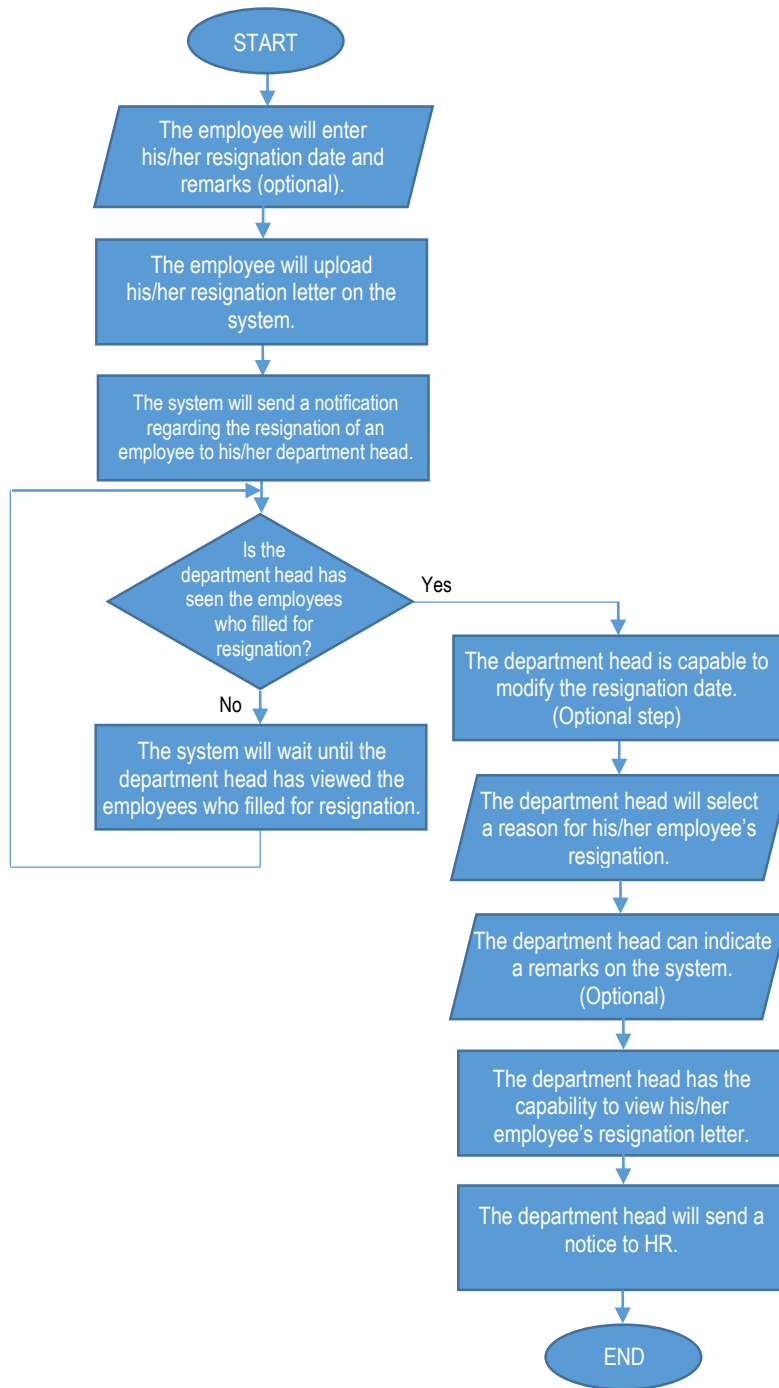 START
The employee will enter
his/her resignation date and
remarks (optional).
The employee will upload
his/her resignation letter on the
system.
The system will send a notification
regarding the resignation of an
employee to his/her department head.
Is the
department head has
seen the employees
who filled for
resignation?
Yes
No
The system will wait until the
department head has viewed the
employees who filled for resignation.
The department head is capable to
modify the resignation date.
(Optional step)
The department head will select
a reason for his/her employee’s
resignation.
The department head can indicate
a remarks on the system.
(Optional)
The department head has the
capability to view his/her
employee’s resignation letter.
The department head will send a
notice to HR.
END